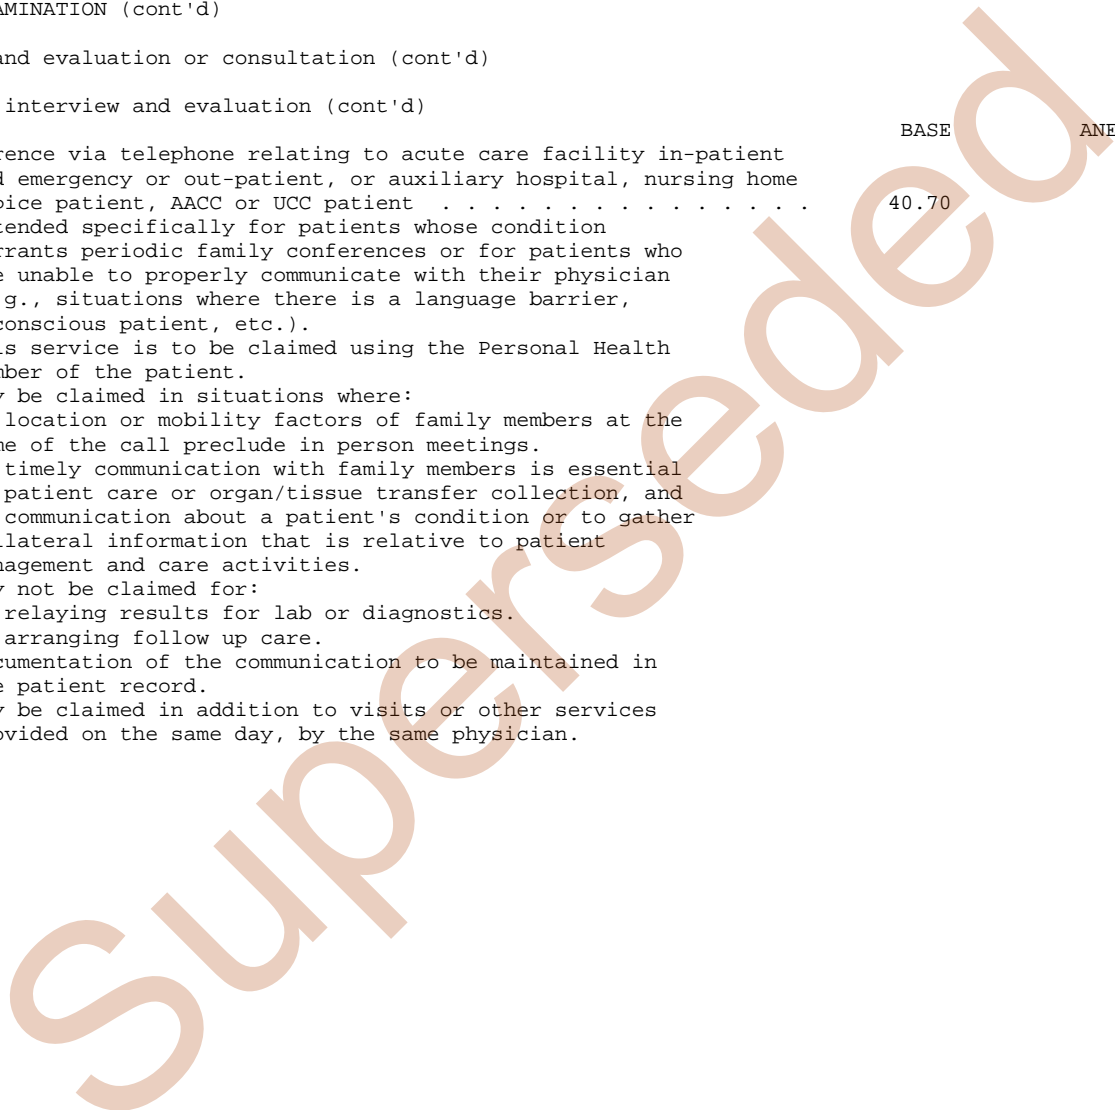 AMINATION (cont'd)
and evaluation or consultation (cont'd)
interview and evaluation (cont'd)
BASE ANE
rence via telephone relating to acute care facility in-patient
d emergency or out-patient, or auxiliary hospital, nursing home
oice patient, AACC or UCC patient . . . . . . . . . . . . . . . 40.70
tended specifically for patients whose condition
rrants periodic family conferences or for patients who
e unable to properly communicate with their physician
.g., situations where there is a language barrier,
conscious patient, etc.).
is service is to be claimed using the Personal Health
mber of the patient.
y be claimed in situations where:
location or mobility factors of family members at the
me of the call preclude in person meetings.
timely communication with family members is essential
patient care or organ/tissue transfer collection, and
communication about a patient's condition or to gather
llateral information that is relative to patient
nagement and care activities.
y not be claimed for:
relaying results for lab or diagnostics.
arranging follow up care.
cumentation of the communication to be maintained in
e patient record.
y be claimed in addition to visits or other services
ovided on the same day, by the same physician.
Superseded